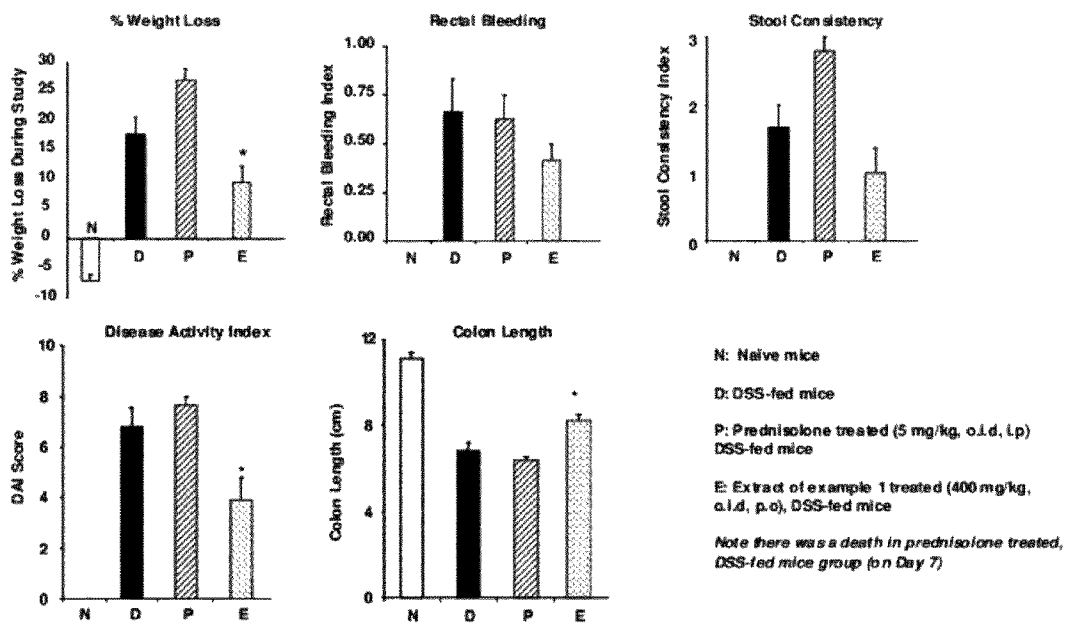 % Weight Loss
% Weight Loss During Study
30
25
20
15
10
5
0
-5
-10
N
D
P
E
*
Rectal Bleeding
Rectal Bleeding Index
1.00
0.75
0.50
0.25
0.00
N
D
P
E
Stool Consistency
Stool Consistency Index
3
2
1
0
N
D
P
E
Disease Activity Index
DAI Score
10
8
6
4
2
0
N
D
P
E
*
Colon Length
Colon Length (cm)
12
8
4
0
N
D
P
E
*
N: Naïve mice
D: DSS-fed mice
P: Prednisolone treated (5 mg/kg, o.i.d, i.p)
DSS-fed mice
E: Extract of example 1 treated (400 mg/kg,
o.i.d, p.o), DSS-fed mice
Note there was a death in prednisolone treated,
DSS-fed mice group (on Day 7)